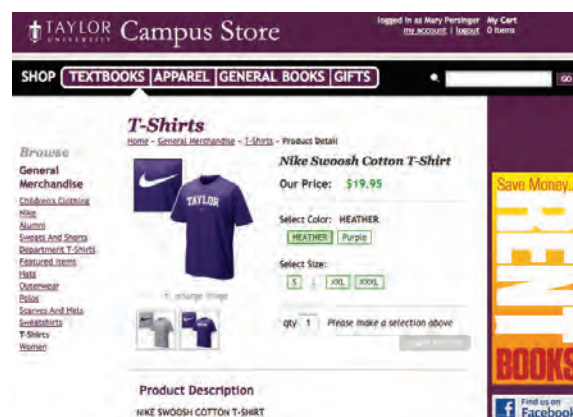 TAYLOR
UNIVERSITY
Campus Store
logged in as Mary Persinger
my account | logout
My Cart
0 items
SHOP
TEXTBOOKS | APPAREL | GENERAL BOOKS | GIFTS
GO
T-Shirts
Home - General Merchandise - T-Shirts - Product Detail
Browse
General
Merchandise
Children's Clothing
Nike
Alumni
Sweats And Shorts
Department T-Shirts
Featured Items
Hats
Outerwear
Polos
Scarves And Hats
Sweatshirts
T-Shirts
Women
TAYLOR
enlarge image
Nike Swoosh Cotton T-Shirt
Our Price: $19.95
Select Color: HEATHER
HEATHER Purple
Select Size:
S L XXL XXXL
qty 1 Please make a selection above
Product Description
NIKE SWOOSH COTTON T-SHIRT
Save Money...
RENT
BOOKS
Find us on
Facebook